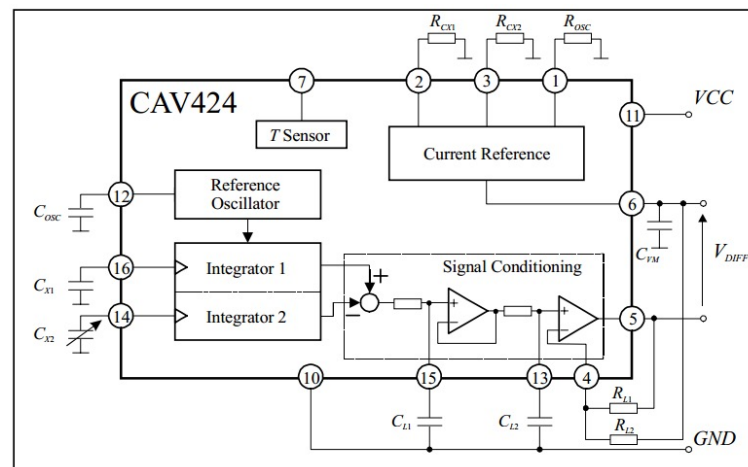 R_CX1 R_CX2 R_OSC
7 2 3 1
VCC
CAV424
11
T Sensor
Current Reference
12
Reference
Oscillator
6
C_OSC
C_VM
V_DIFF
16
Integrator 1
Signal Conditioning
+
C_X1
+ +
14
Integrator 2
−
− −
5
C_X2
10 15 13 4
R_L1
C_L1 C_L2
R_L2
GND